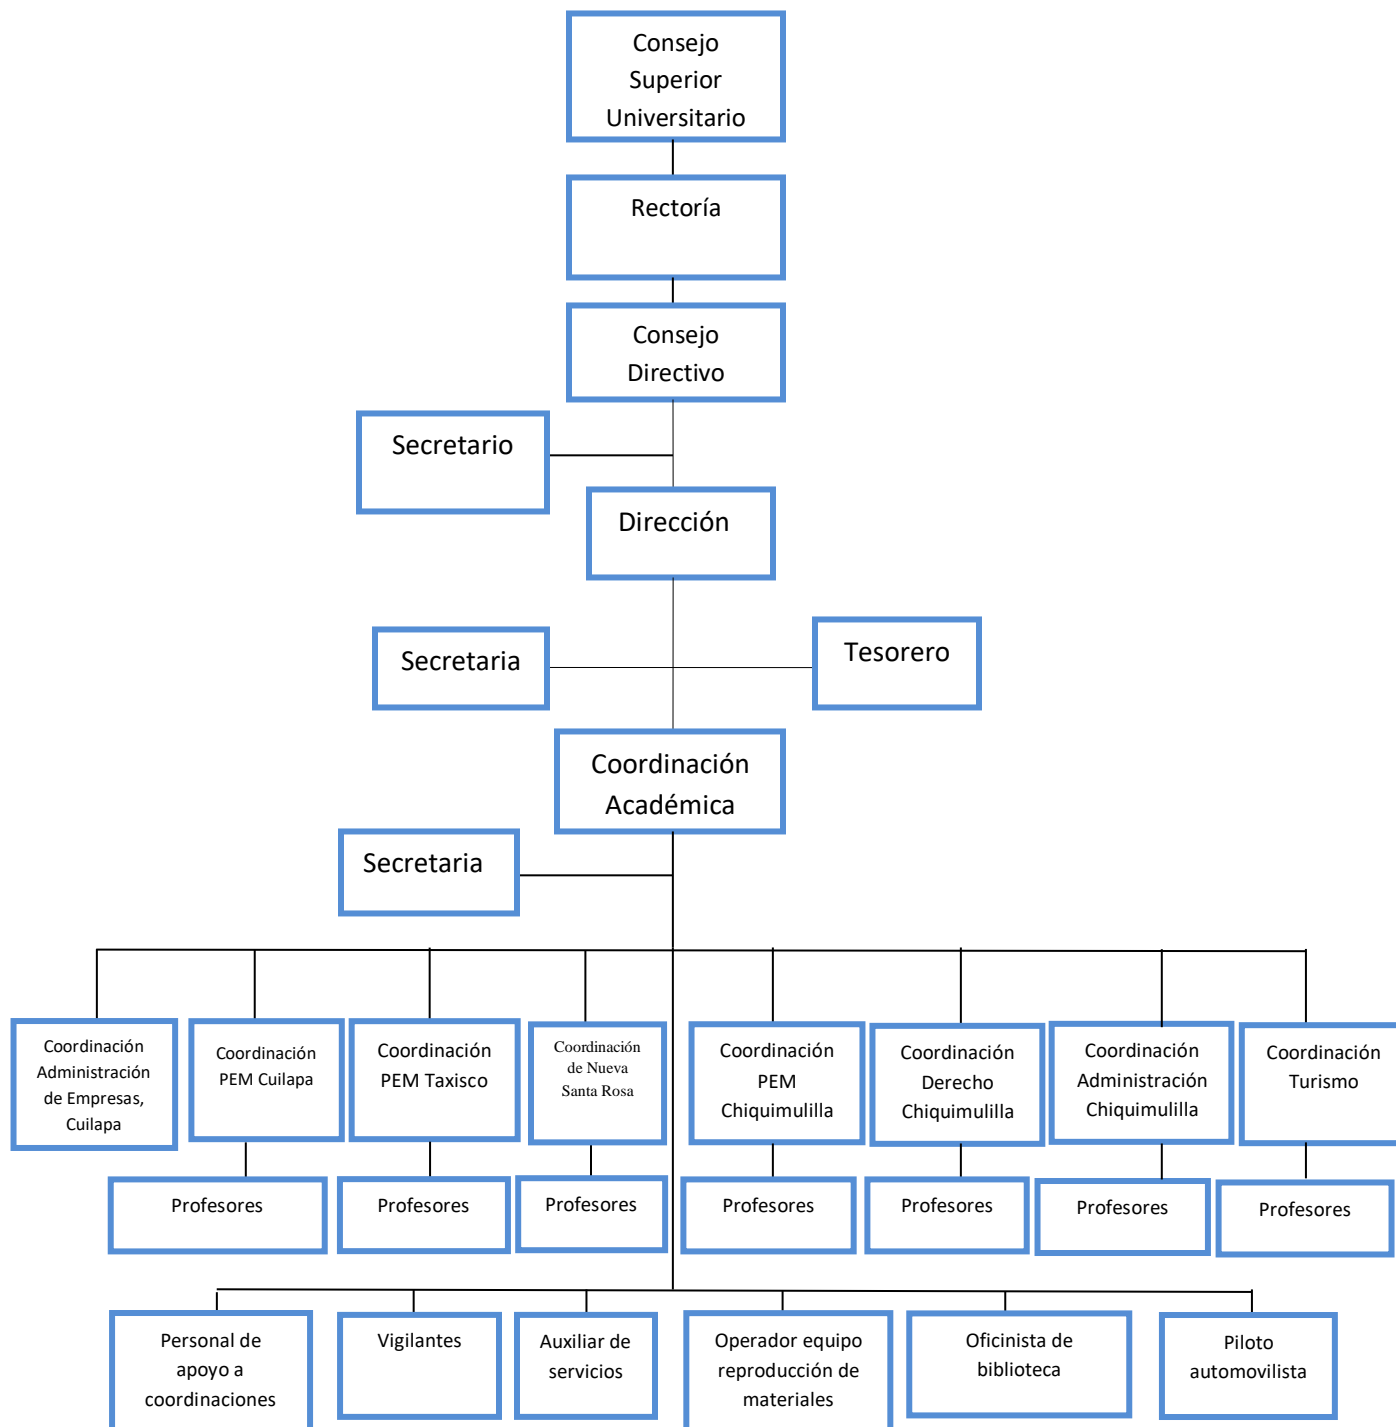 Consejo
Superior
Universitario
Rectoría
Consejo
Directivo
Secretario
Dirección
Secretaria
Tesorero
Coordinación
Académica
Secretaria
Coordinación
Administración
de Empresas,
Cuilapa
Coordinación
PEM Cuilapa
Coordinación
PEM Taxisco
Coordinación
de Nueva
Santa Rosa
Coordinación
PEM
Chiquimulilla
Coordinación
Derecho
Chiquimulilla
Coordinación
Administración
Chiquimulilla
Coordinación
Turismo
Profesores
Profesores
Profesores
Profesores
Profesores
Profesores
Profesores
Personal de
apoyo a
coordinaciones
Vigilantes
Auxiliar de
servicios
Operador equipo
reproducción de
materiales
Oficinista de
biblioteca
Piloto
automovilista